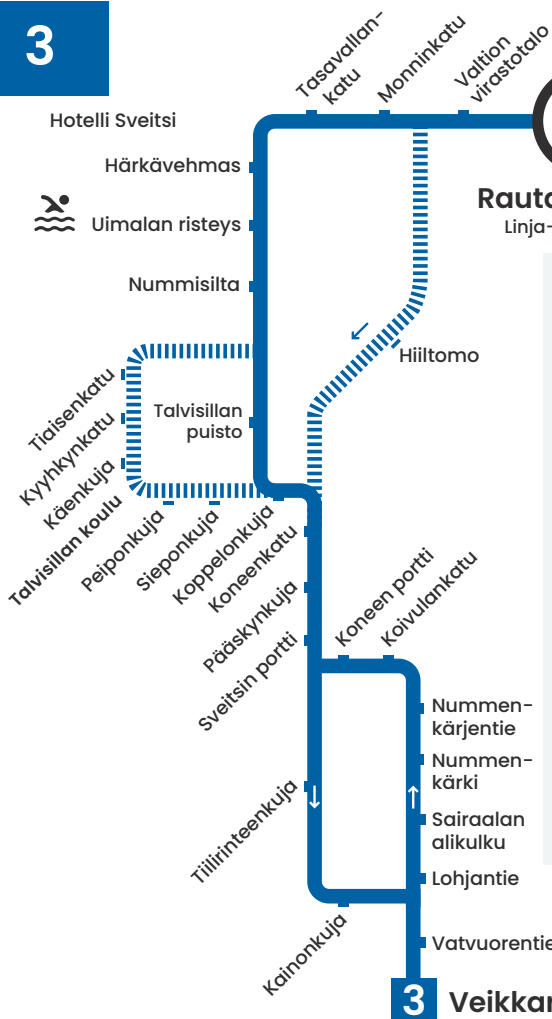 3
Tasavallan-
katu
Monninkatu
Valtion
virastotalo
Hotelli Sveitsi
Härkävehmas
Uimalan risteys
Nummisilta
Rauta
Linja-
Hiiltomo
Tiaisenkatu
Kyyhkynkatu
Käenkuja
Talvisillan koulu
Talvisillan
puisto
Peiponkuja
Sieponkuja
Koppelonkuja
Koneenkatu
Pääskynkuja
Sveitsin portti
Koneen portti
Koivulankatu
Nummen-
kärjentie
Nummen-
kärki
Tiilirinteenkuja
Sairaalan
alikulku
Lohjantie
Kainonkuja
Vatvuorentie
3 Veikkar